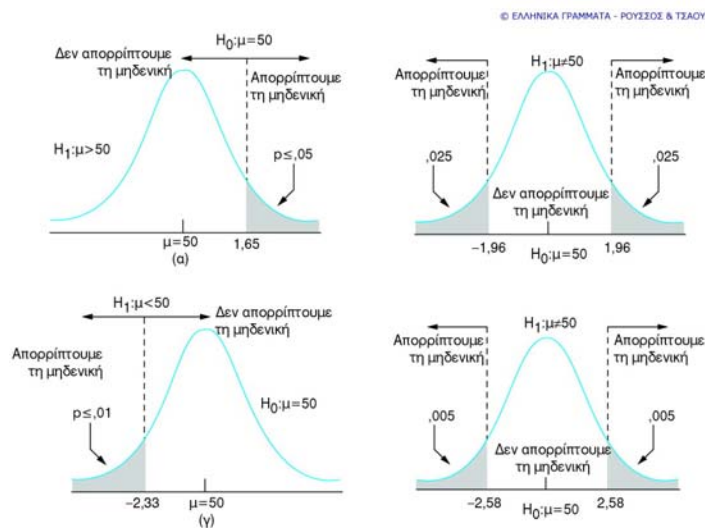 © ΕΛΛΗΝΙΚΑ ΓΡΑΜΜΑΤΑ - ΡΟΥΣΣΟΣ & ΤΣΑΟΥ
H₀:μ=50
Δεν απορρίπτουμε
τη μηδενική
Απορρίπτουμε
τη μηδενική
H₁:μ>50
p≤,05
μ=50
1,65
(α)
H₁:μ≠50
Απορρίπτουμε
τη μηδενική
Απορρίπτουμε
τη μηδενική
,025
,025
Δεν απορρίπτουμε
τη μηδενική
−1,96
1,96
H₀:μ=50
H₁:μ<50
Δεν απορρίπτουμε
τη μηδενική
Απορρίπτουμε
τη μηδενική
p≤,01
H₀:μ=50
−2,33
μ=50
(γ)
H₁:μ≠50
Απορρίπτουμε
τη μηδενική
Απορρίπτουμε
τη μηδενική
,005
,005
Δεν απορρίπτουμε
τη μηδενική
−2,58
2,58
H₀:μ=50